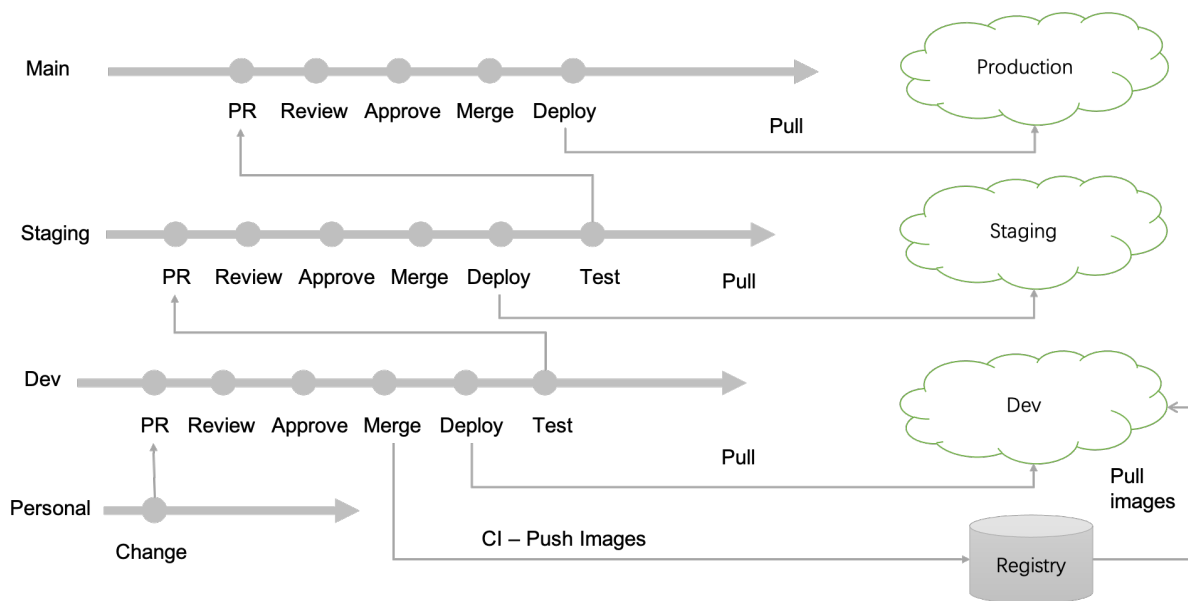 Main
PR Review Approve Merge Deploy
Pull
Production
Staging
PR Review Approve Merge Deploy Test
Pull
Staging
Dev
PR Review Approve Merge Deploy Test
Pull
Dev
Personal
Change
CI – Push Images
Registry
Pull
images